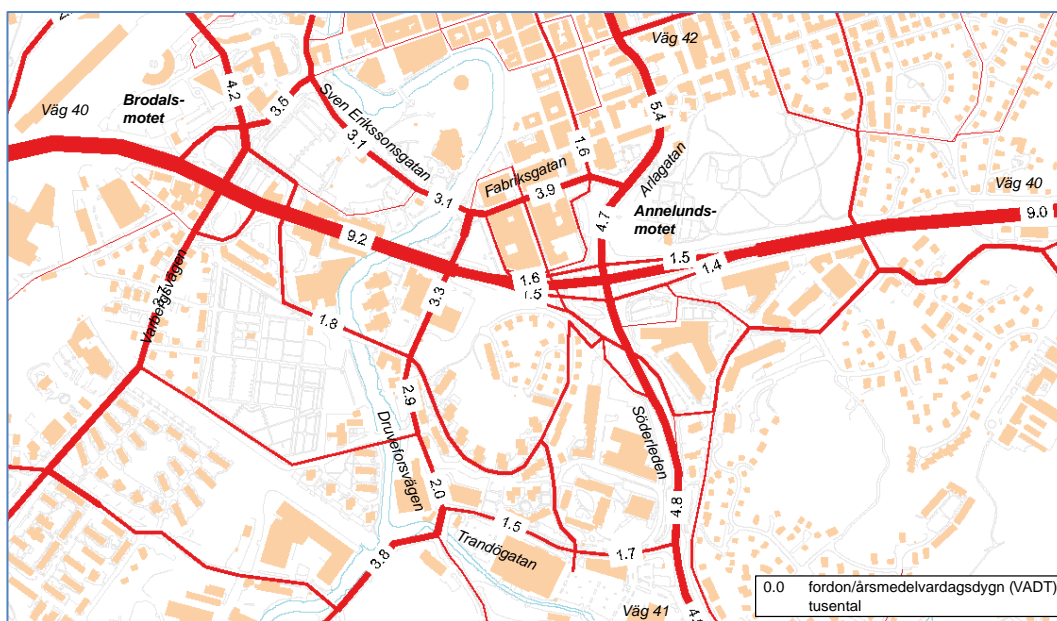 Väg 42
Väg 40
Brodals-
motet
4.2
3.6
Sven Erikssonsgatan
3.1
3.1
5.4
1.6
Fabriksgatan
3.9
Arlagatan
Väg 40
9.0
4.7
Annelunds-
motet
9.2
1.5
1.4
1.6
1.5
3.3
Varbergsvägen
1.8
2.9
Druveforsvägen
Söderleden
2.0
4.8
1.5
Trandögatan
1.7
3.8
Väg 41
0.0 fordon/årsmedelvardagsdygn (VADT)
tusental